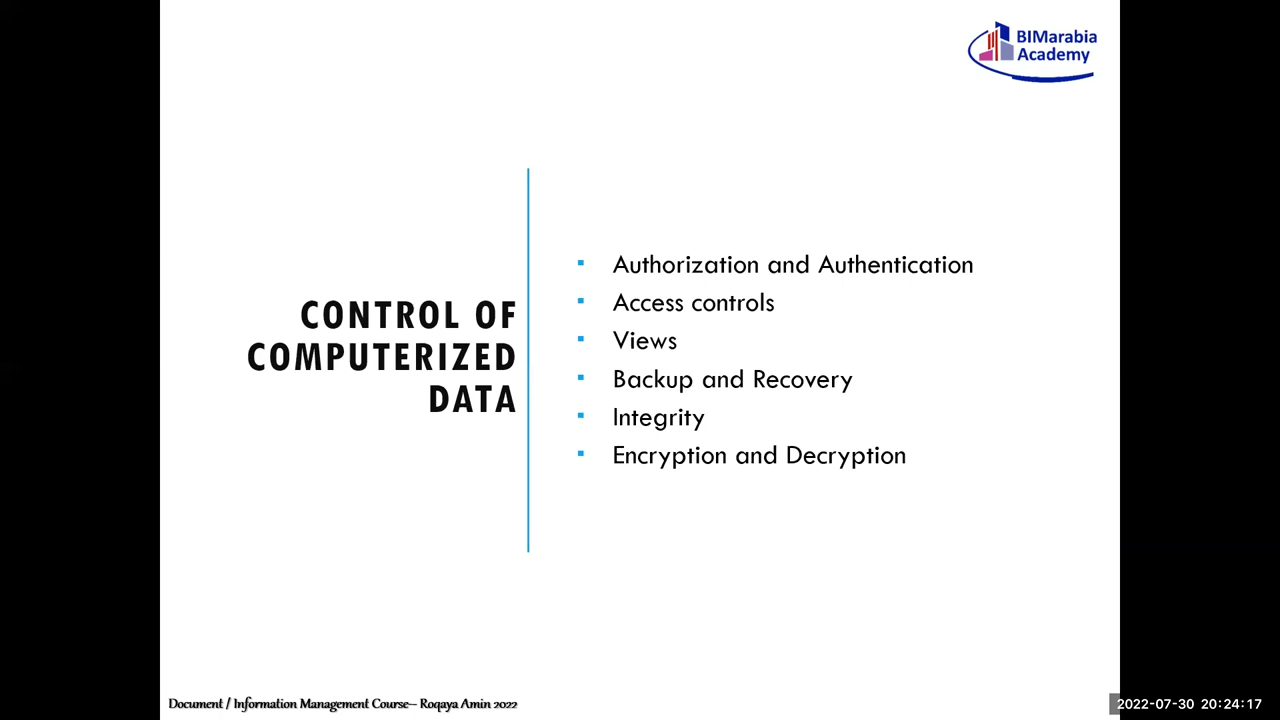 BIMarabia
Academy
CONTROL OF
COMPUTERIZED
DATA
▪ Authorization and Authentication
▪ Access controls
▪ Views
▪ Backup and Recovery
▪ Integrity
▪ Encryption and Decryption
Document / Information Management Course– Roqaya Amin 2022
2022-07-30 20:24:17